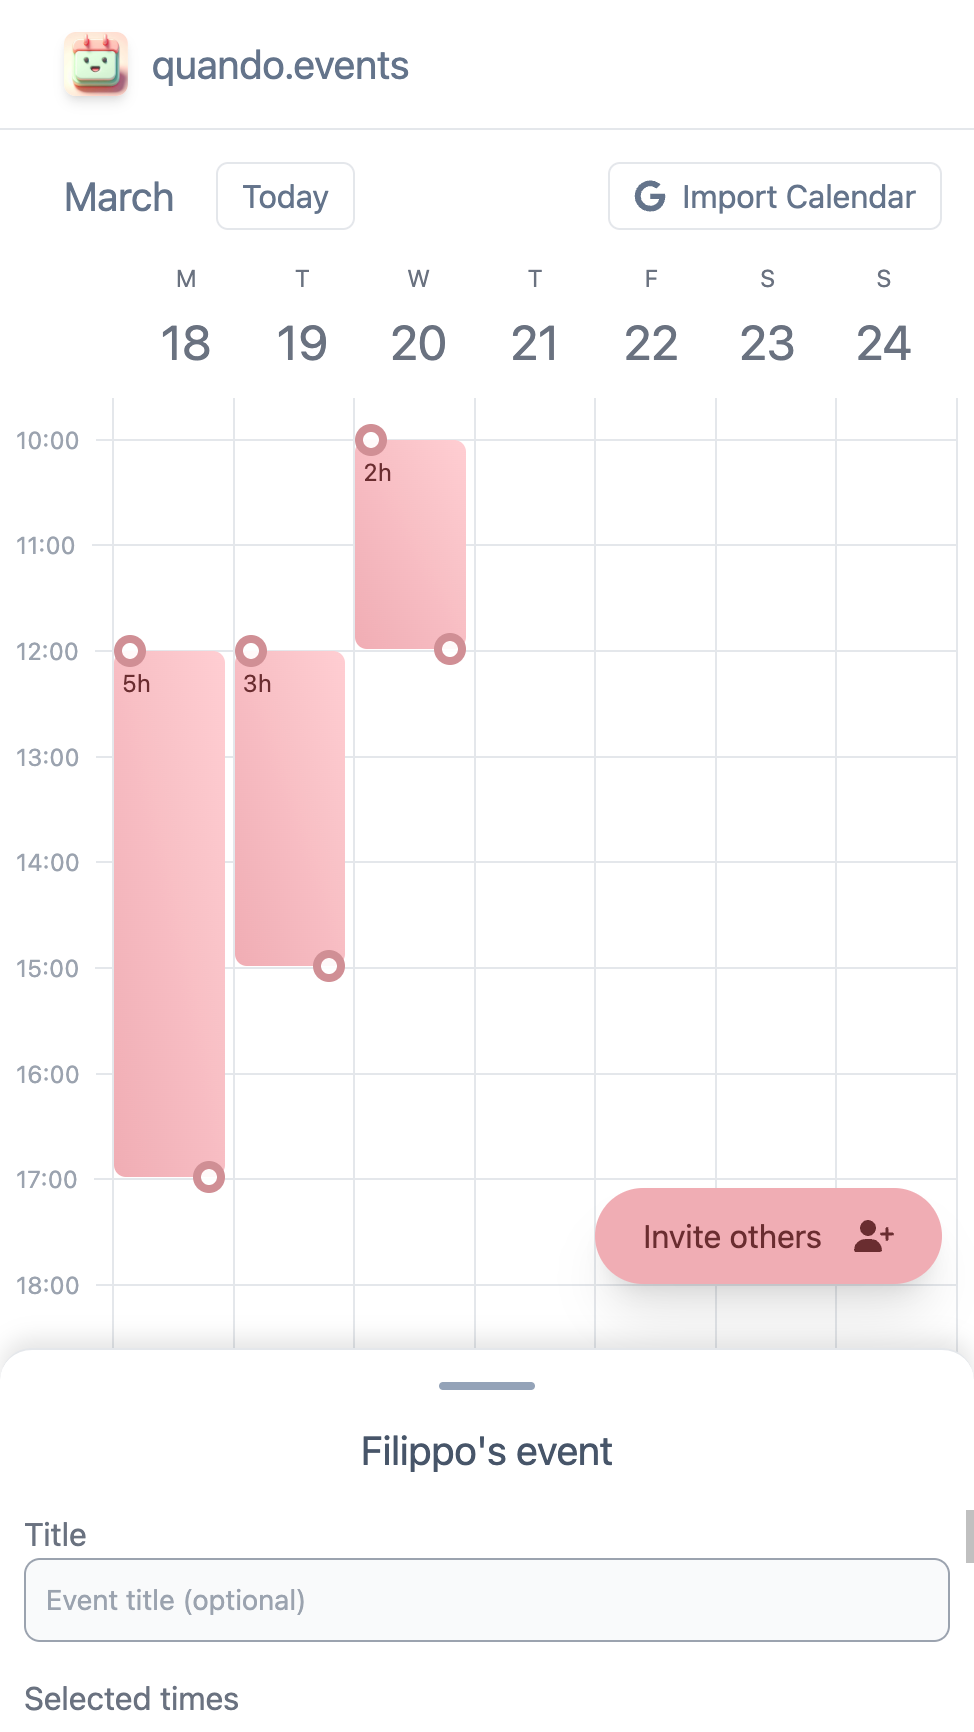 quando.events
March Today Import Calendar
M T W T F S S
18 19 20 21 22 23 24
10:00
2h
11:00
12:00
5h 3h
13:00
14:00
15:00
16:00
17:00
Invite others
18:00
Filippo's event
Title
Event title (optional)
Selected times